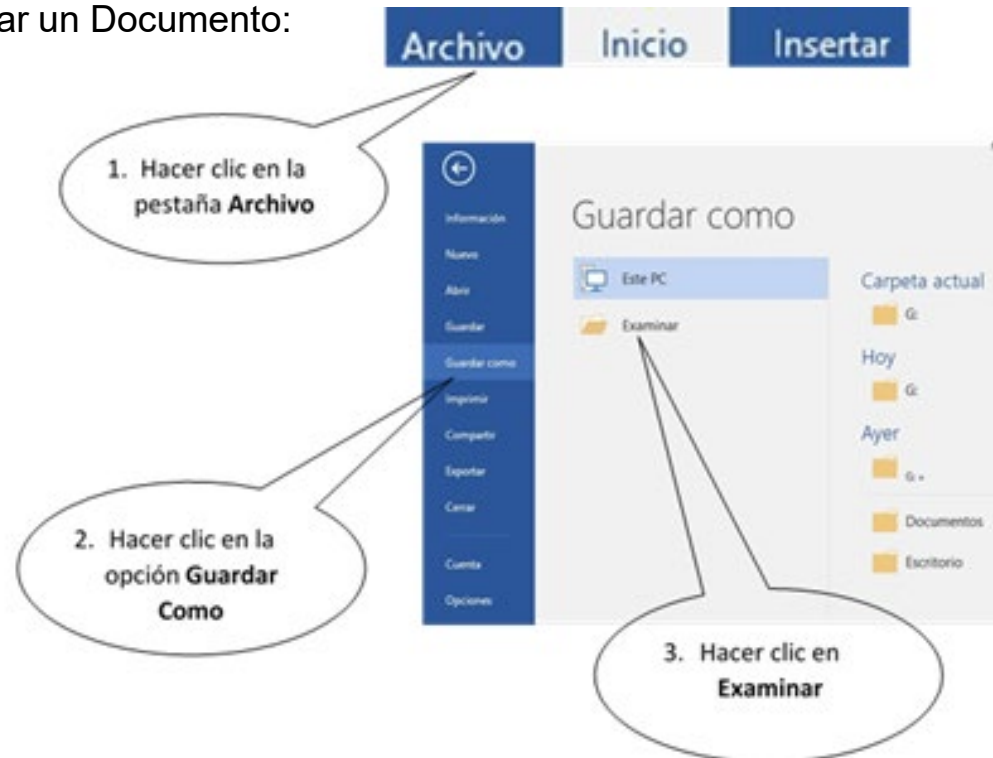 ar un Documento:
Archivo Inicio Insertar
1. Hacer clic en la
pestaña Archivo
Información
Nuevo
Abrir
Guardar
Guardar como
Imprimir
Compartir
Exportar
Cerrar
Cuenta
Opciones
Guardar como
Este PC
Examinar
Carpeta actual
G:
Hoy
G:
Ayer
G:
Documentos
Escritorio
2. Hacer clic en la
opción Guardar
Como
3. Hacer clic en
Examinar